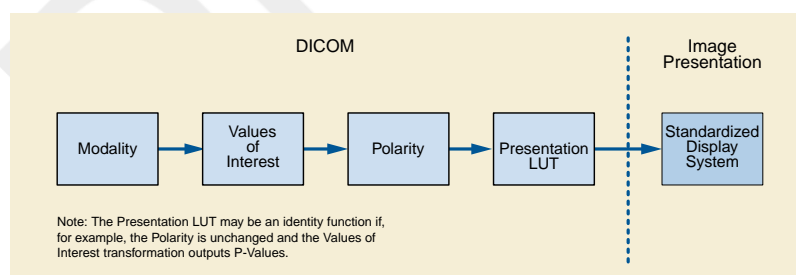 DICOM
Image
Presentation
Modality
Values
of
Interest
Polarity
Presentation
LUT
Standardized
Display
System
Note: The Presentation LUT may be an identity function if,
for example, the Polarity is unchanged and the Values of
Interest transformation outputs P-Values.